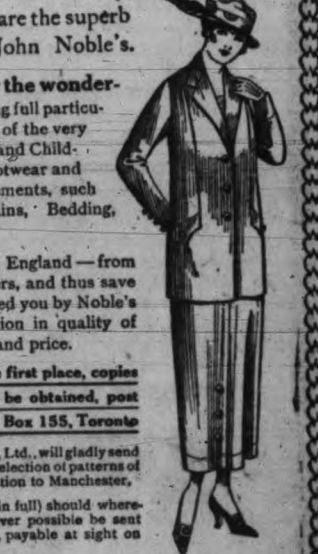 are the superb
John Noble's.
the wonder-
g full particu-
of the very
and Child-
otwear and
ments, such
ins, Bedding,
England—from
rs, and thus save
ed you by Noble's
ion in quality of
and price.
first place, copies
be obtained, post
Box 155, Toronto
, Ltd., will gladly send
election of patterns of
tion to Manchester,
in full) should where-
ver possible be sent
, payable at sight on